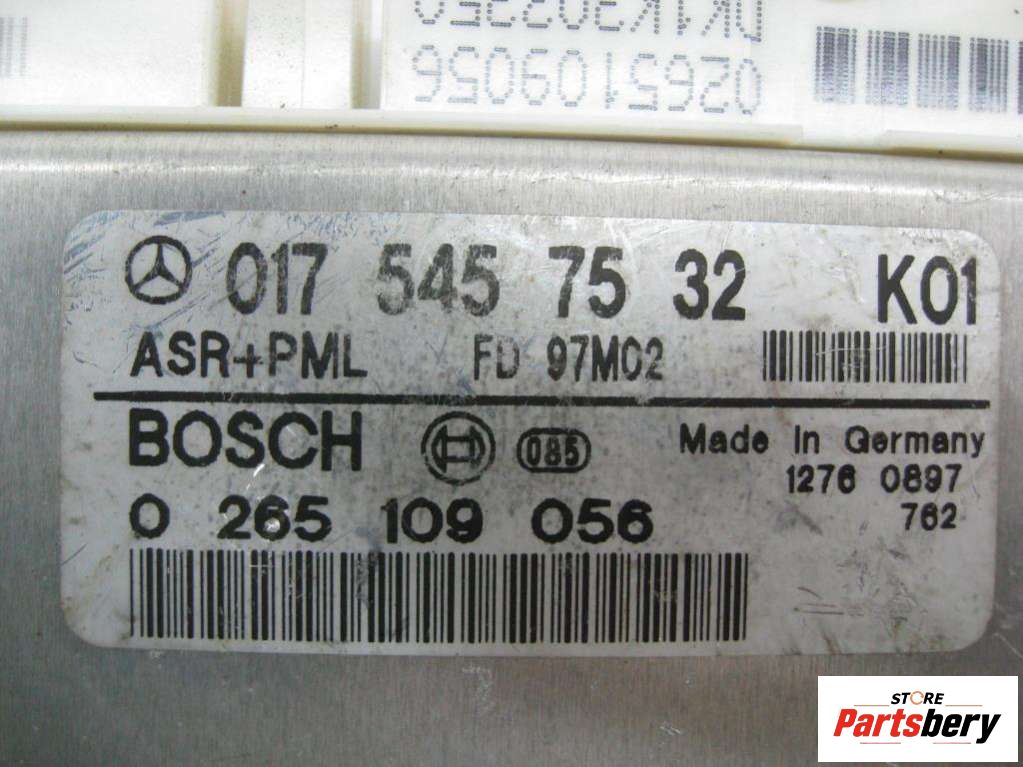 0265109056
017 545 75 32 K01
ASR+PML FD 97M02
BOSCH 085 Made In Germany
0 265 109 056 1276 0897
762
STORE
Partsbery